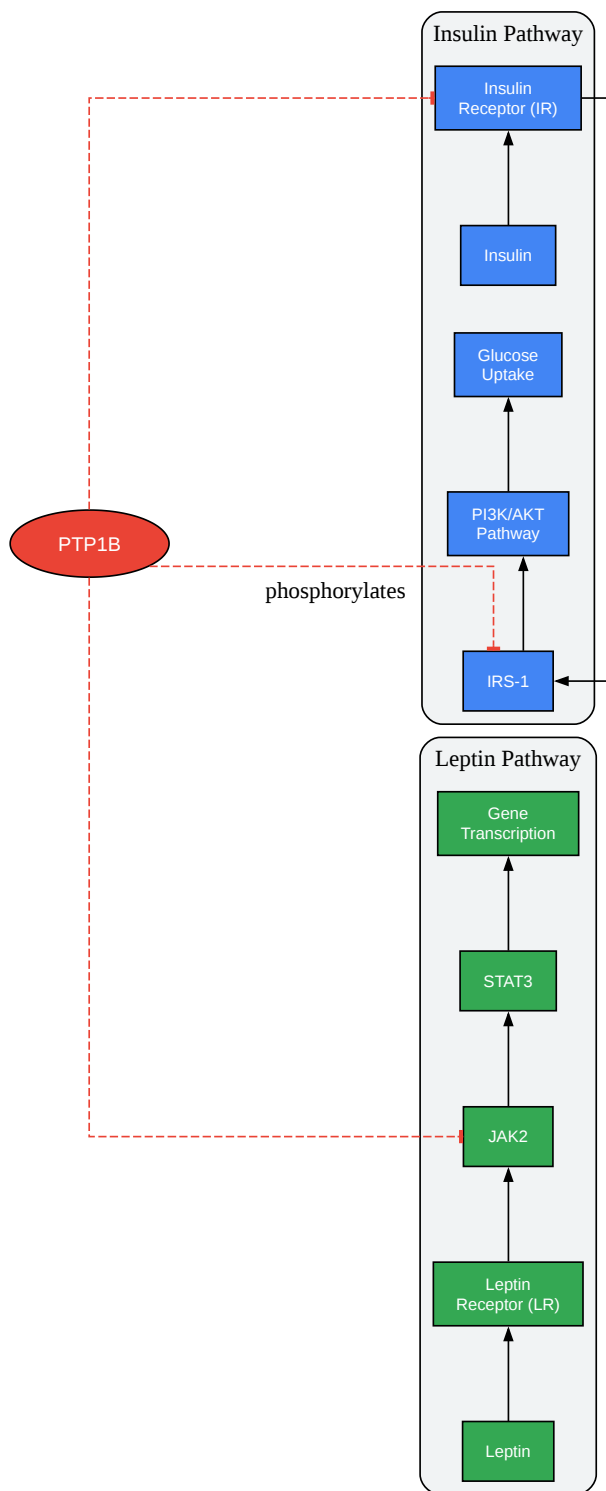 Insulin Pathway
Insulin
Receptor (IR)
Insulin
Glucose
Uptake
PI3K/AKT
Pathway
PTP1B
phosphorylates
IRS-1
Leptin Pathway
Gene
Transcription
STAT3
JAK2
Leptin
Receptor (LR)
Leptin